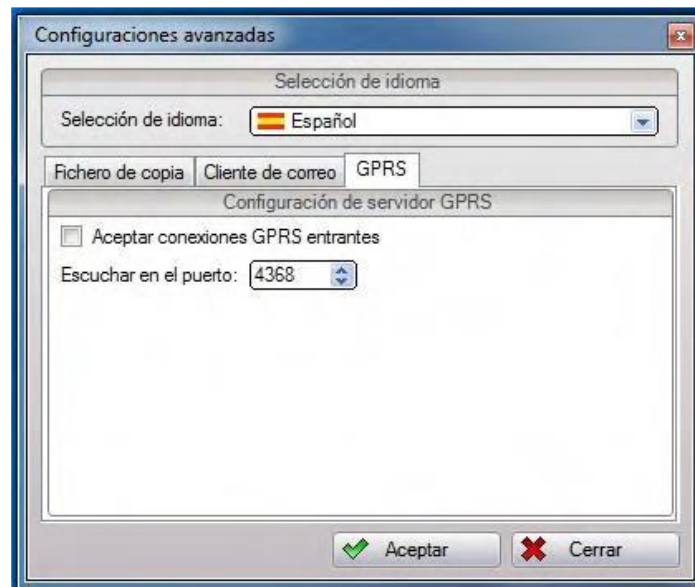 Configuraciones avanzadas
Selección de idioma
Selección de idioma: Español
Fichero de copia Cliente de correo GPRS
Configuración de servidor GPRS
Aceptar conexiones GPRS entrantes
Escuchar en el puerto: 4368
Aceptar Cerrar